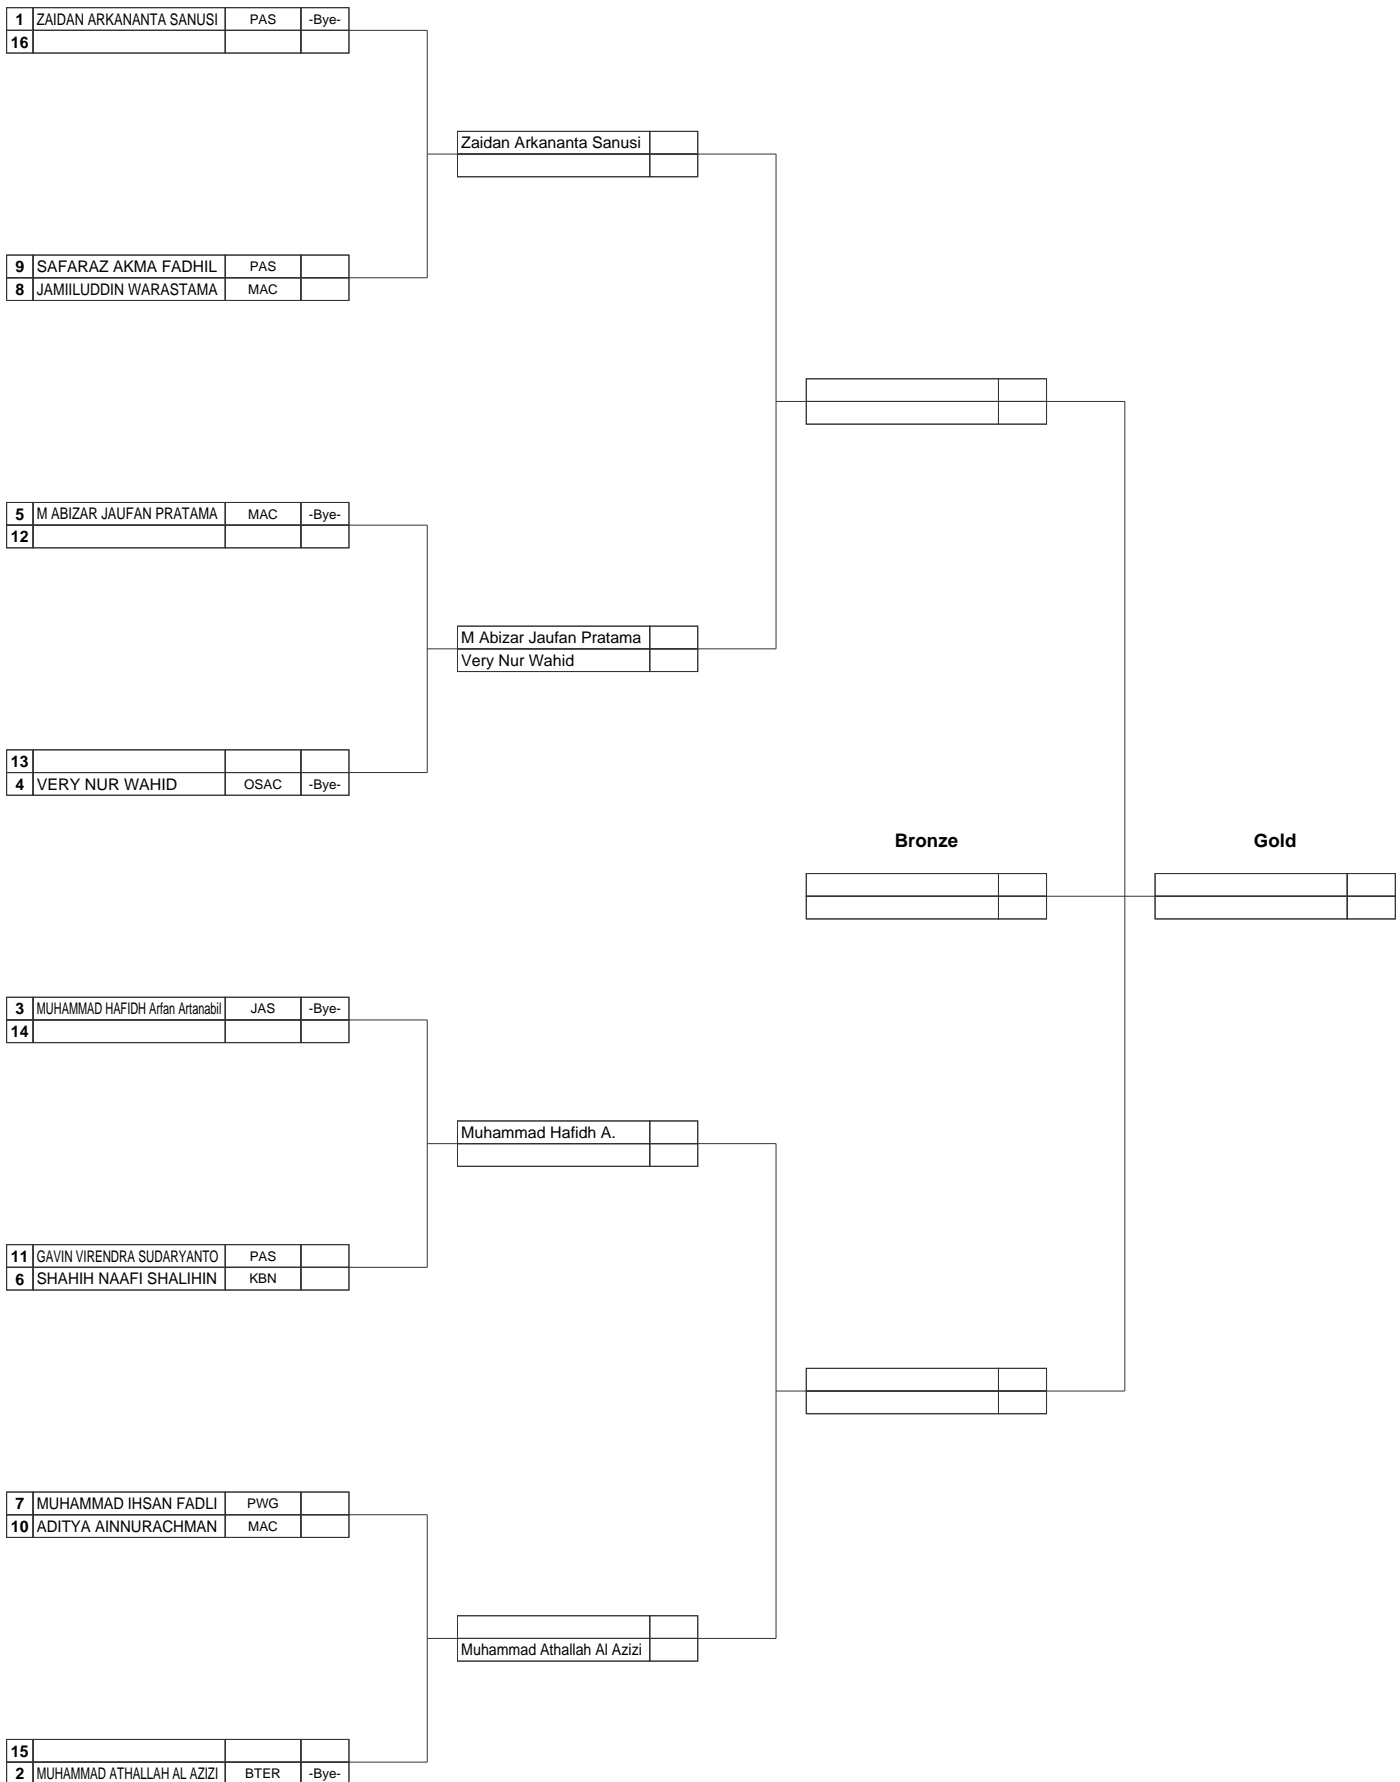 1 ZAIDAN ARKANANTA SANUSI PAS -Bye-
16
Zaidan Arkananta Sanusi
9 SAFARAZ AKMA FADHIL PAS
8 JAMIILUDDIN WARASTAMA MAC
5 M ABIZAR JAUFAN PRATAMA MAC -Bye-
12
M Abizar Jaufan Pratama
Very Nur Wahid
13
4 VERY NUR WAHID OSAC -Bye-
Bronze Gold
3 MUHAMMAD HAFIDH Arfan Artanabil JAS -Bye-
14
Muhammad Hafidh A.
11 GAVIN VIRENDRA SUDARYANTO PAS
6 SHAHIH NAAFI SHALIHIN KBN
7 MUHAMMAD IHSAN FADLI PWG
10 ADITYA AINNURACHMAN MAC
Muhammad Athallah Al Azizi
15
2 MUHAMMAD ATHALLAH AL AZIZI BTER -Bye-